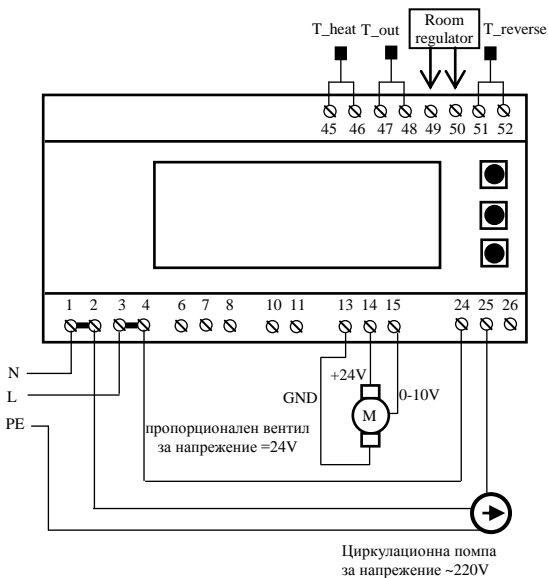 T_heat T_out Room regulator T_reverse
45 46 47 48 49 50 51 52
1 2 3 4 6 7 8 10 11 13 14 15 24 25 26
N
L
PE
+24V
GND
0-10V
M
пропорционален вентил
за напрежение =24V
Циркулационна помпа
за напрежение ~220V